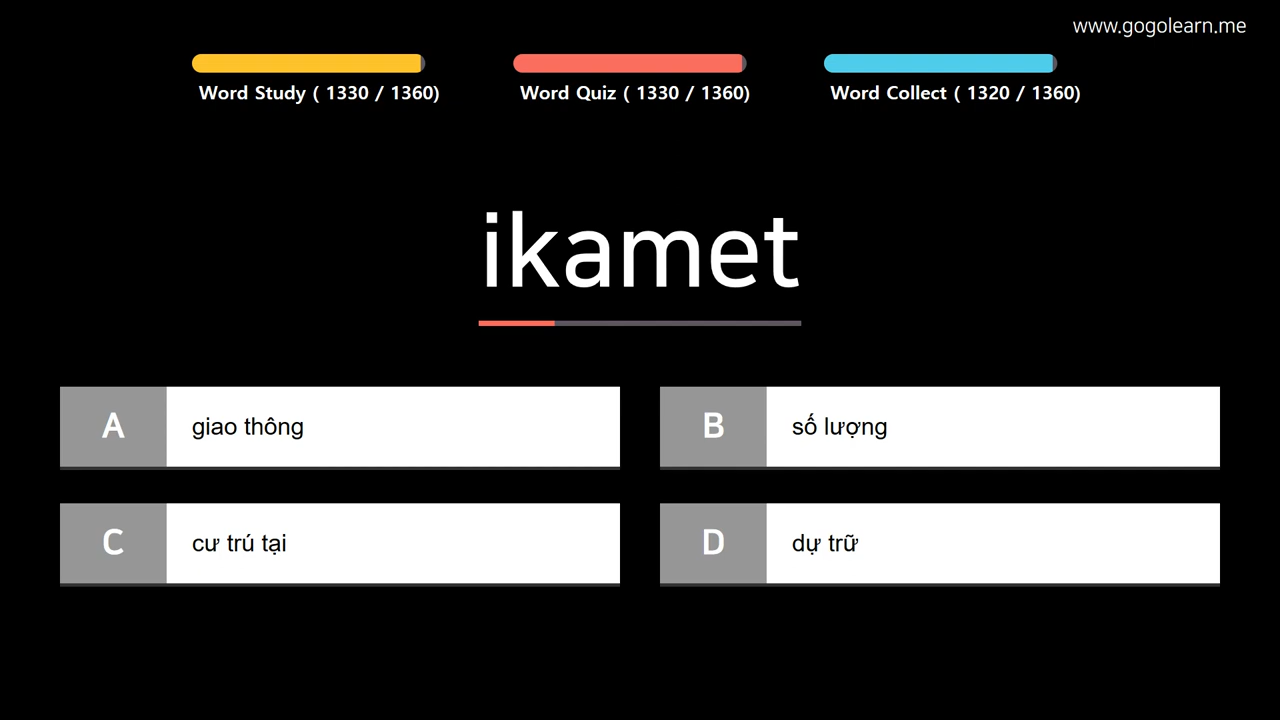 www.gogolearn.me
Word Study ( 1330 / 1360)
Word Quiz ( 1330 / 1360)
Word Collect ( 1320 / 1360)
ikamet
A giao thông
B số lượng
C cư trú tại
D dự trữ